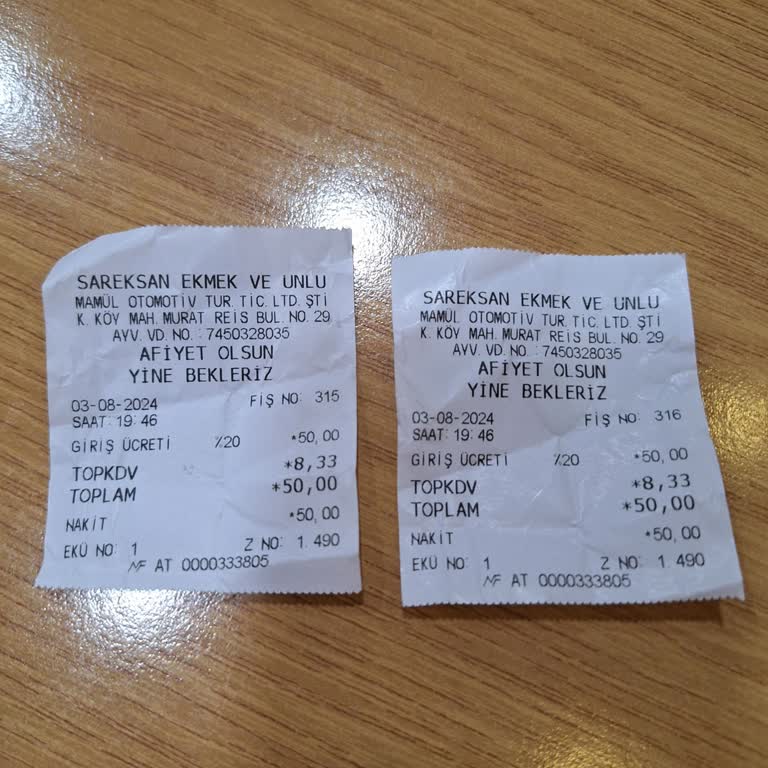 SAREKSAN EKMEK VE UNLU
MAMÜL OTOMOTİV TUR. TİC. LTD. ŞTİ
K. KÖY MAH. MURAT REİS BUL. NO. 29
AYV. VD. NO. : 7450328035
AFİYET OLSUN
YİNE BEKLERİZ
03-08-2024 FİŞ NO: 315
SAAT: 19: 46
GİRİŞ ÜCRETİ %20 *50, 00
TOPKDV *8,33
TOPLAM *50,00
NAKİT *50, 00
EKÜ NO: 1 Z NO: 1. 490
MF AT 0000333805
SAREKSAN EKMEK VE UNLU
MAMÜL OTOMOTİV TUR. TİC. LTD. ŞTİ
K. KÖY MAH. MURAT REİS BUL. NO. 29
AYV. VD. NO. : 7450328035
AFİYET OLSUN
YİNE BEKLERİZ
03-08-2024 FİŞ NO: 316
SAAT: 19: 46
GİRİŞ ÜCRETİ %20 *50, 00
TOPKDV *8,33
TOPLAM *50,00
NAKİT *50, 00
EKÜ NO: 1 Z NO: 1. 490
MF AT 0000333805